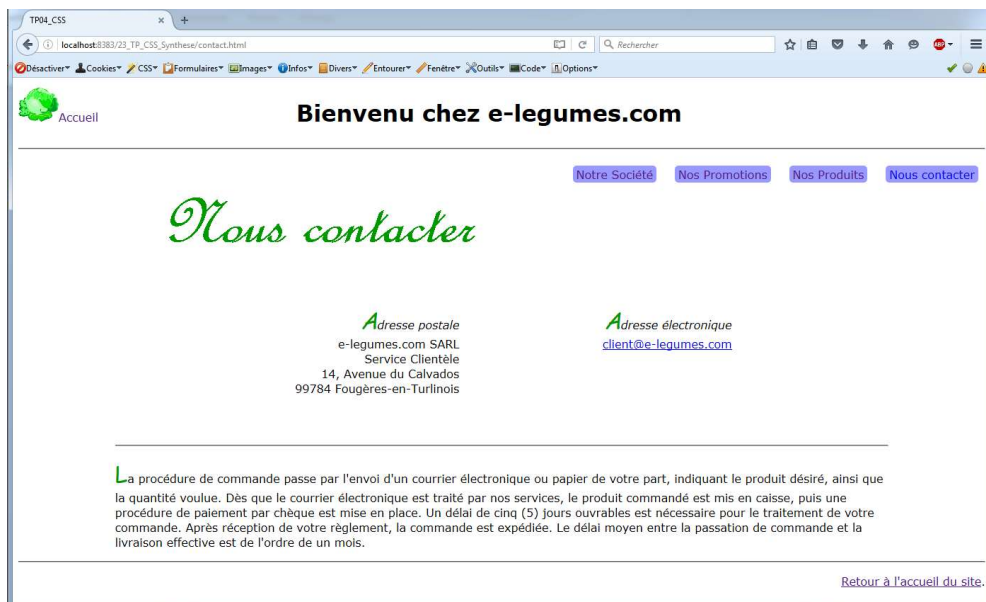 TP04_CSS
localhost:8383/23_TP_CSS_Synthese/contact.html
Rechercher
ABP
Désactiver Cookies CSS Formulaires Images Infos Divers Entourer Fenêtre Outils Code Options
Accueil
Bienvenu chez e-legumes.com
Notre Société Nos Promotions Nos Produits Nous contacter
Nous contacter
Adresse postale
e-legumes.com SARL
Service Clientèle
14, Avenue du Calvados
99784 Fougères-en-Turlinois
Adresse électronique
client@e-legumes.com
La procédure de commande passe par l'envoi d'un courrier électronique ou papier de votre part, indiquant le produit désiré, ainsi que
la quantité voulue. Dès que le courrier électronique est traité par nos services, le produit commandé est mis en caisse, puis une
procédure de paiement par chèque est mise en place. Un délai de cinq (5) jours ouvrables est nécessaire pour le traitement de votre
commande. Après réception de votre règlement, la commande est expédiée. Le délai moyen entre la passation de commande et la
livraison effective est de l'ordre de un mois.
Retour à l'accueil du site.